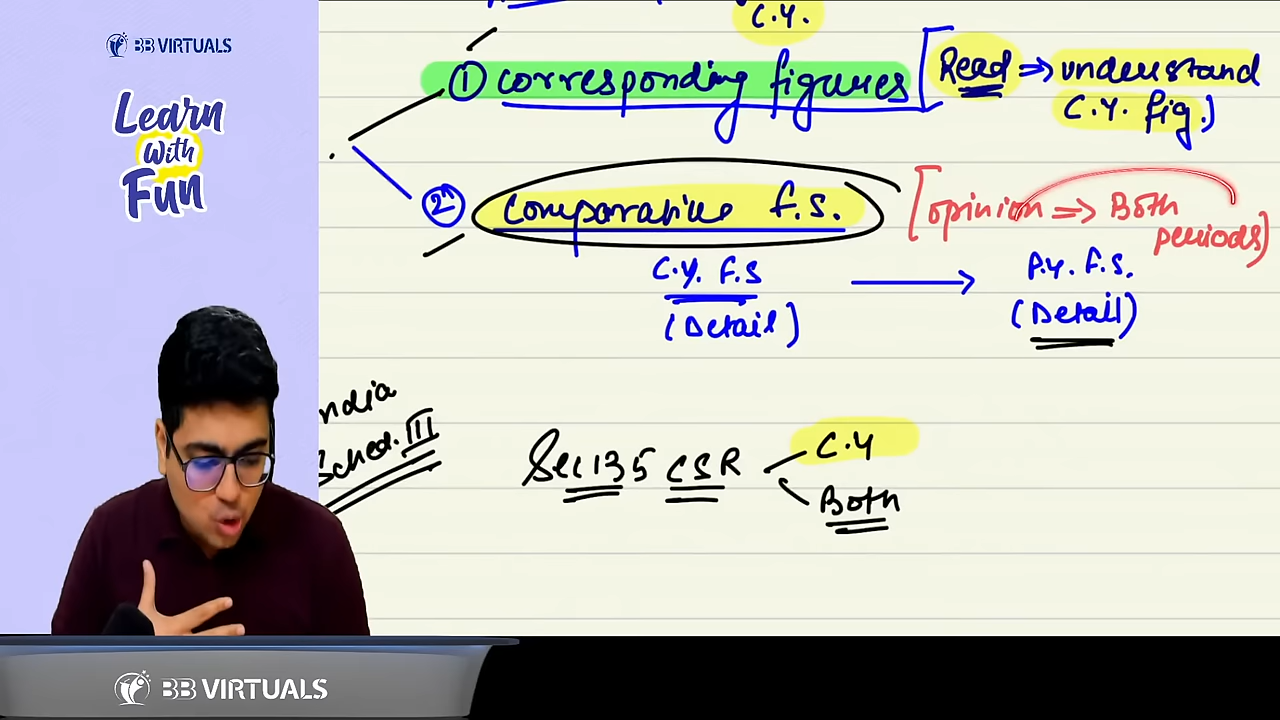 BB VIRTUALS
Learn
With
Fun
C.Y.
① corresponding figures [Read ⇒ understand
C.Y. fig.)
2 comparative f.s. [opinion ⇒ Both
periods)
C.Y. F.S → P.Y. F.S.
(Detail) (Detail)
ndia
Sched. III
Sec 135 CSR
C.Y
Both
BB VIRTUALS